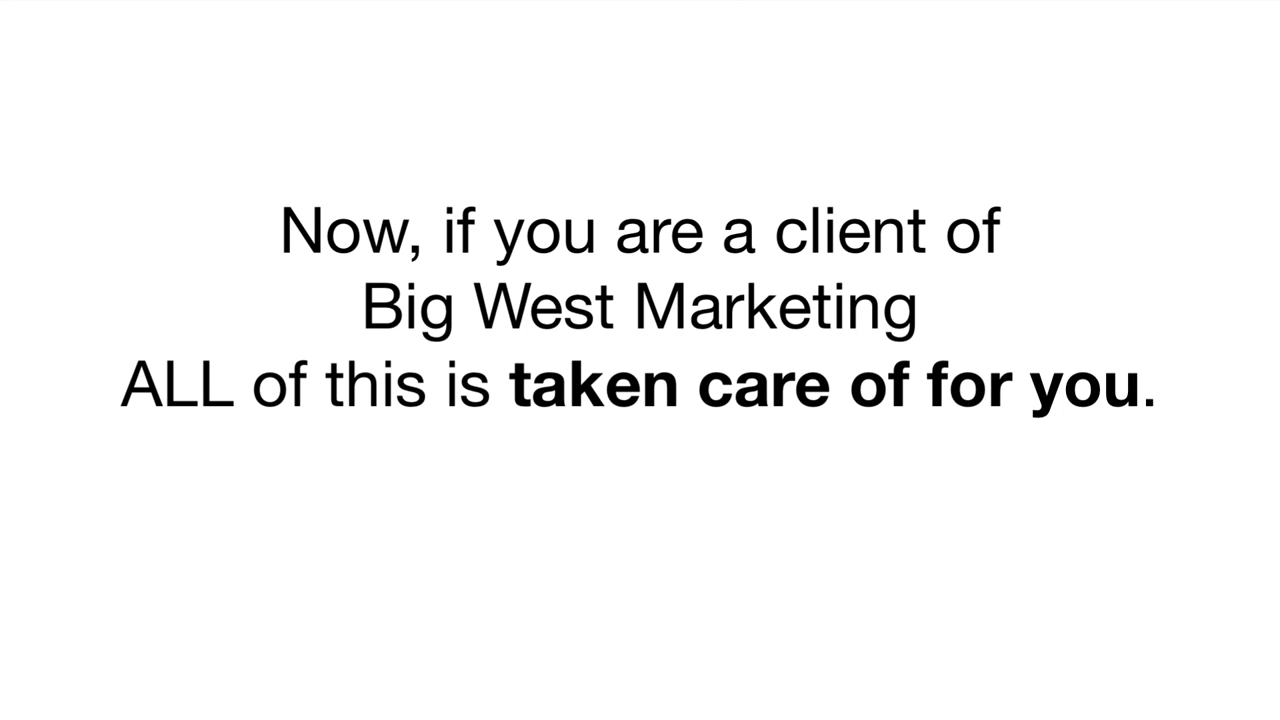 Now, if you are a client of
Big West Marketing
ALL of this is taken care of for you.